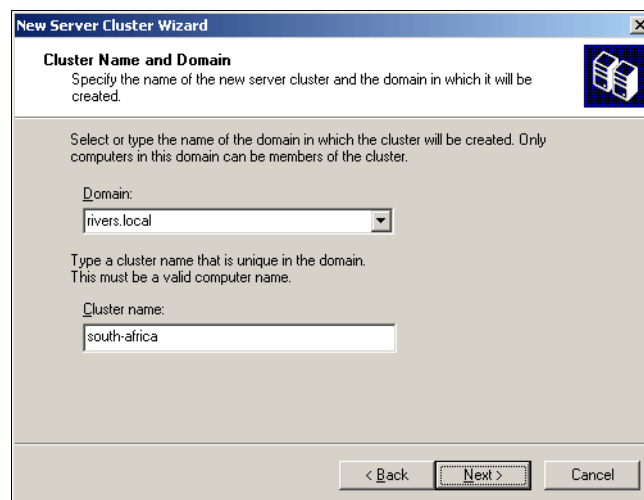 New Server Cluster Wizard
Cluster Name and Domain
Specify the name of the new server cluster and the domain in which it will be
created.
Select or type the name of the domain in which the cluster will be created. Only
computers in this domain can be members of the cluster.
Domain:
rivers.local
Type a cluster name that is unique in the domain.
This must be a valid computer name.
Cluster name:
south-africa
< Back Next > Cancel